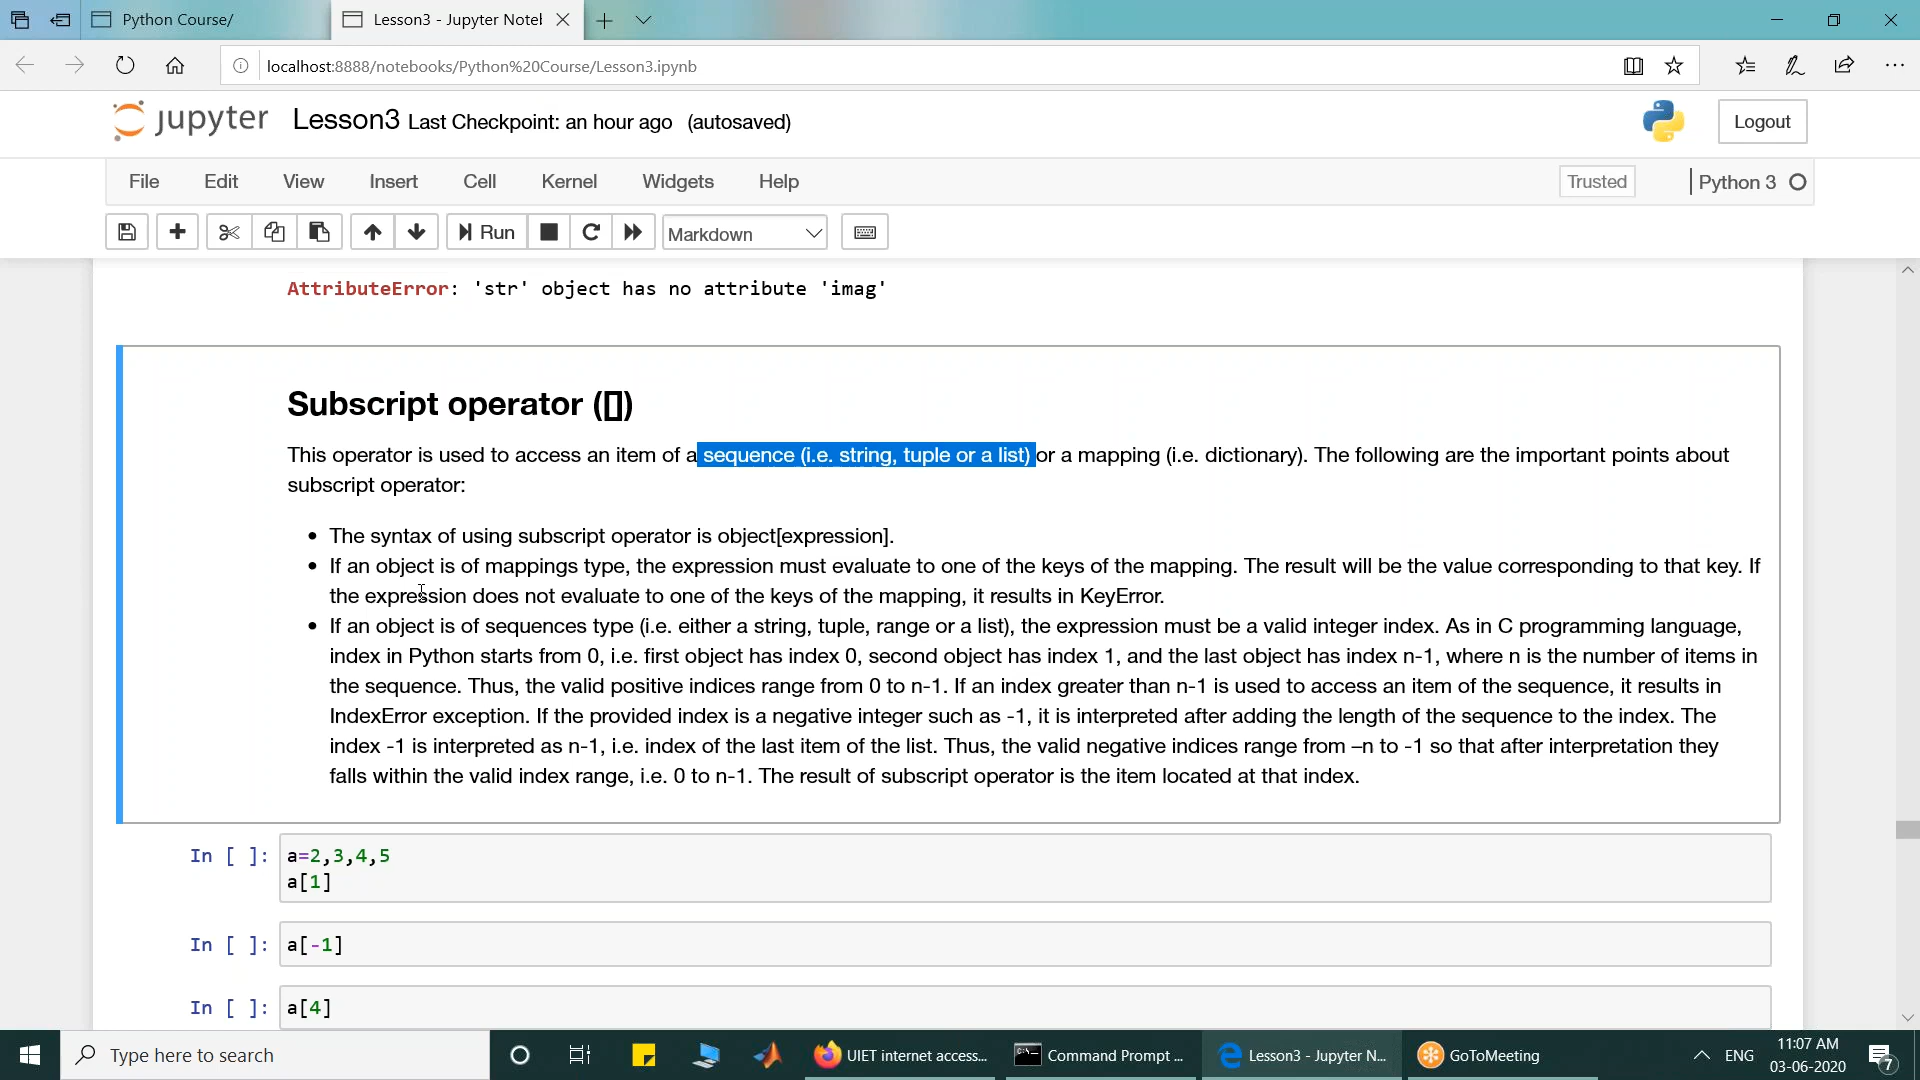 Python Course/
Lesson3 - Jupyter Notel
localhost:8888/notebooks/Python%20Course/Lesson3.ipynb
jupyter Lesson3 Last Checkpoint: an hour ago (autosaved)
Logout
File Edit View Insert Cell Kernel Widgets Help
Trusted
Python 3
Run
Markdown
AttributeError: 'str' object has no attribute 'imag'
Subscript operator ([])
This operator is used to access an item of a sequence (i.e. string, tuple or a list) or a mapping (i.e. dictionary). The following are the important points about
subscript operator:
• The syntax of using subscript operator is object[expression].
• If an object is of mappings type, the expression must evaluate to one of the keys of the mapping. The result will be the value corresponding to that key. If
the expression does not evaluate to one of the keys of the mapping, it results in KeyError.
• If an object is of sequences type (i.e. either a string, tuple, range or a list), the expression must be a valid integer index. As in C programming language,
index in Python starts from 0, i.e. first object has index 0, second object has index 1, and the last object has index n-1, where n is the number of items in
the sequence. Thus, the valid positive indices range from 0 to n-1. If an index greater than n-1 is used to access an item of the sequence, it results in
IndexError exception. If the provided index is a negative integer such as -1, it is interpreted after adding the length of the sequence to the index. The
index -1 is interpreted as n-1, i.e. index of the last item of the list. Thus, the valid negative indices range from –n to -1 so that after interpretation they
falls within the valid index range, i.e. 0 to n-1. The result of subscript operator is the item located at that index.
In [ ]: a=2,3,4,5
a[1]
In [ ]: a[-1]
In [ ]: a[4]
Type here to search
UIET internet access...
Command Prompt ...
Lesson3 - Jupyter N...
GoToMeeting
ENG
11:07 AM
03-06-2020
7